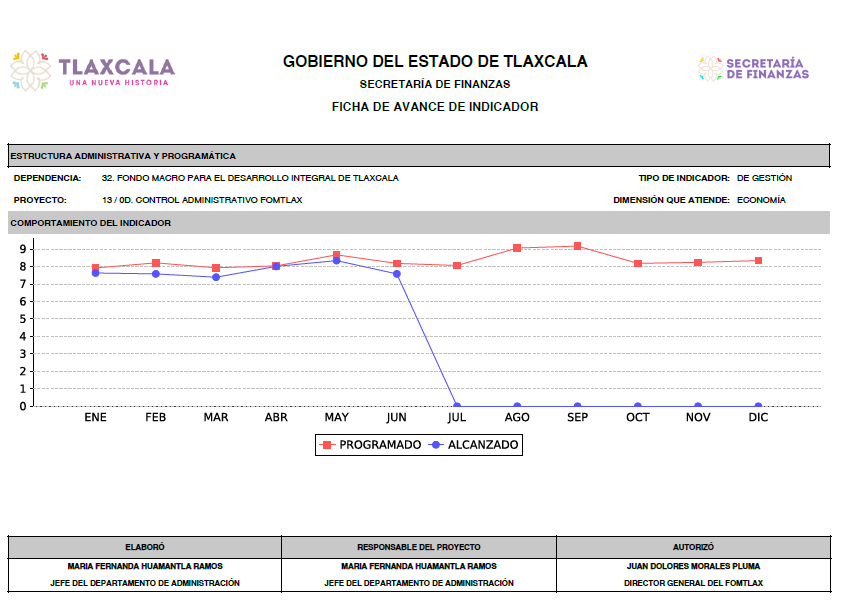 TLAXCALA
UNA NUEVA HISTORIA
GOBIERNO DEL ESTADO DE TLAXCALA
SECRETARÍA DE FINANZAS
FICHA DE AVANCE DE INDICADOR
SECRETARÍA
DE FINANZAS
ESTRUCTURA ADMINISTRATIVA Y PROGRAMÁTICA
DEPENDENCIA: 32. FONDO MACRO PARA EL DESARROLLO INTEGRAL DE TLAXCALA TIPO DE INDICADOR: DE GESTIÓN
PROYECTO: 13 / 0D. CONTROL ADMINISTRATIVO FOMTLAX DIMENSIÓN QUE ATIENDE: ECONOMÍA
COMPORTAMIENTO DEL INDICADOR
9
8
7
6
5
4
3
2
1
0
ENE FEB MAR ABR MAY JUN JUL AGO SEP OCT NOV DIC
PROGRAMADO ALCANZADO
ELABORÓ RESPONSABLE DEL PROYECTO AUTORIZÓ
MARIA FERNANDA HUAMANTLA RAMOS MARIA FERNANDA HUAMANTLA RAMOS JUAN DOLORES MORALES PLUMA
JEFE DEL DEPARTAMENTO DE ADMINISTRACIÓN JEFE DEL DEPARTAMENTO DE ADMINISTRACIÓN DIRECTOR GENERAL DEL FOMTLAX